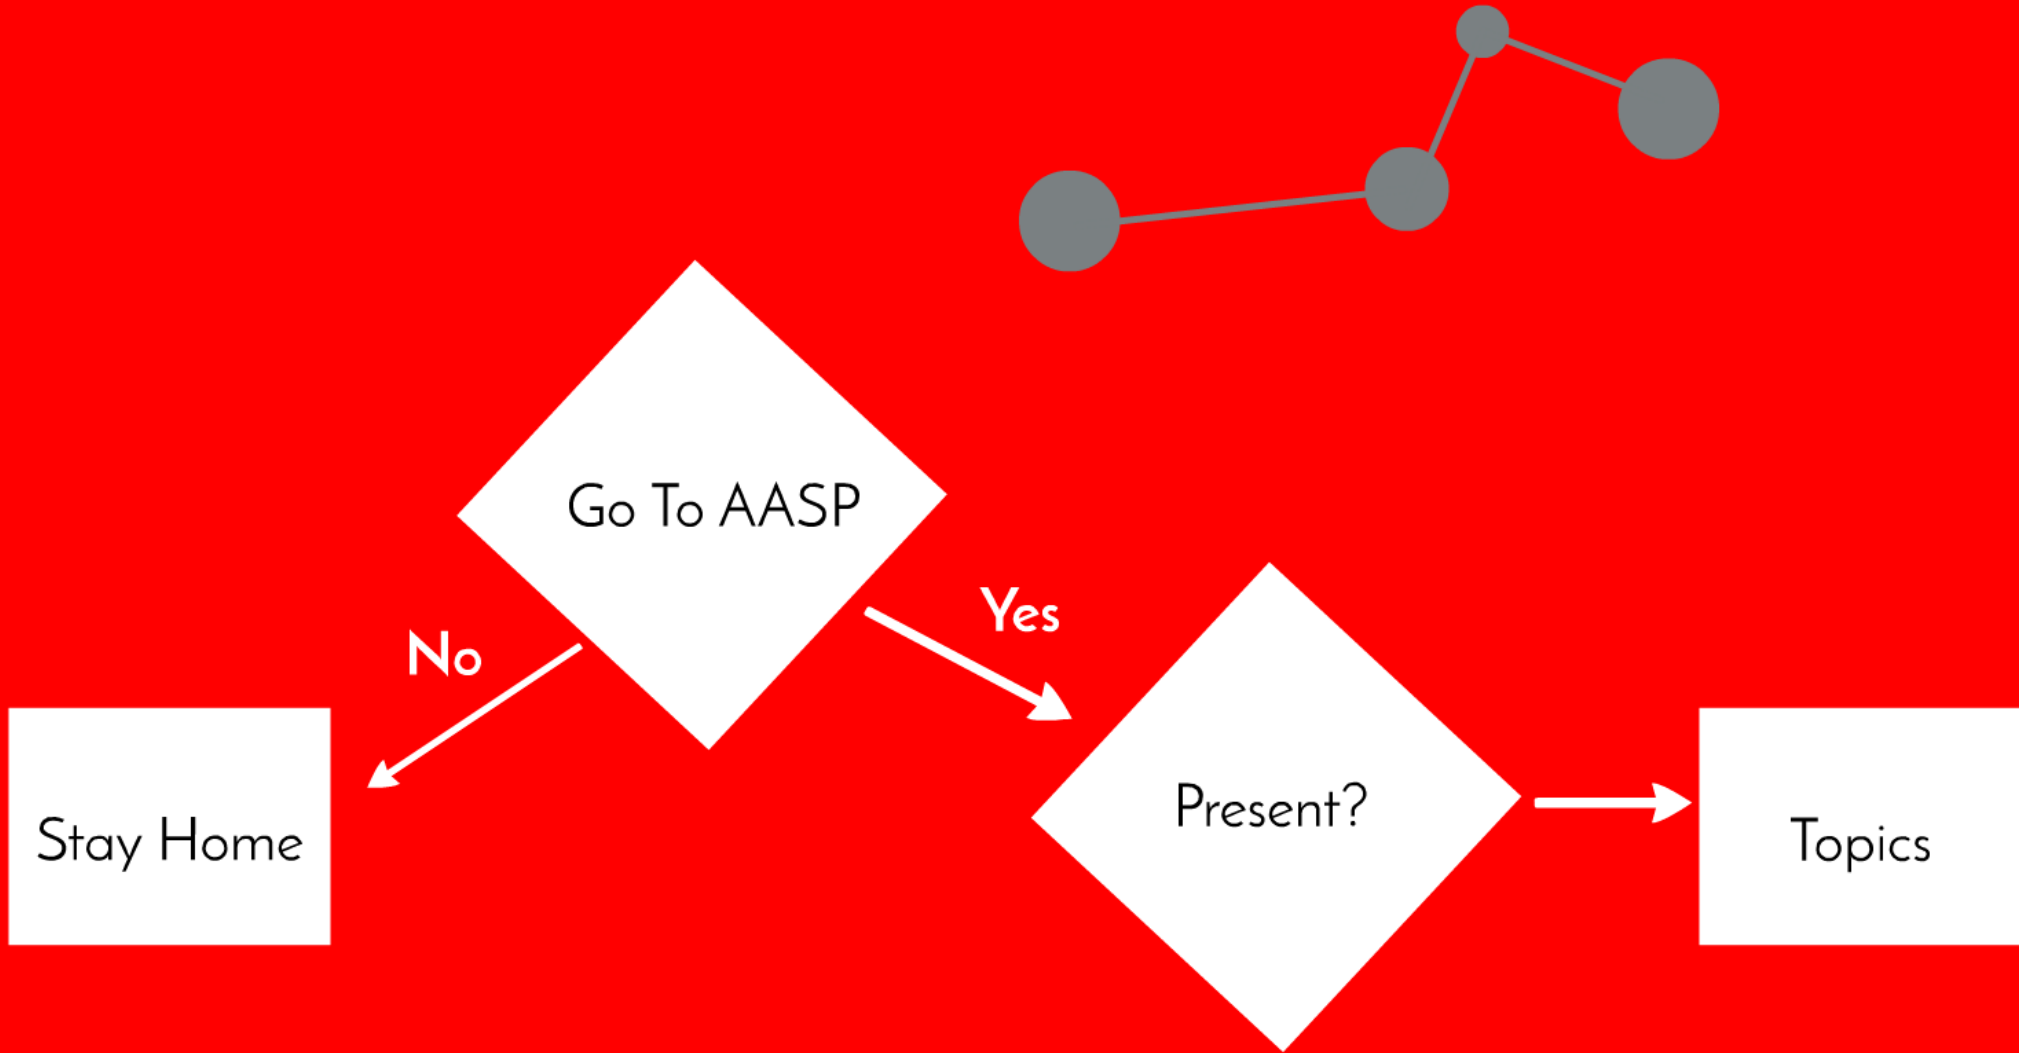 Go To AASP
No
Yes
Stay Home
Present?
Topics